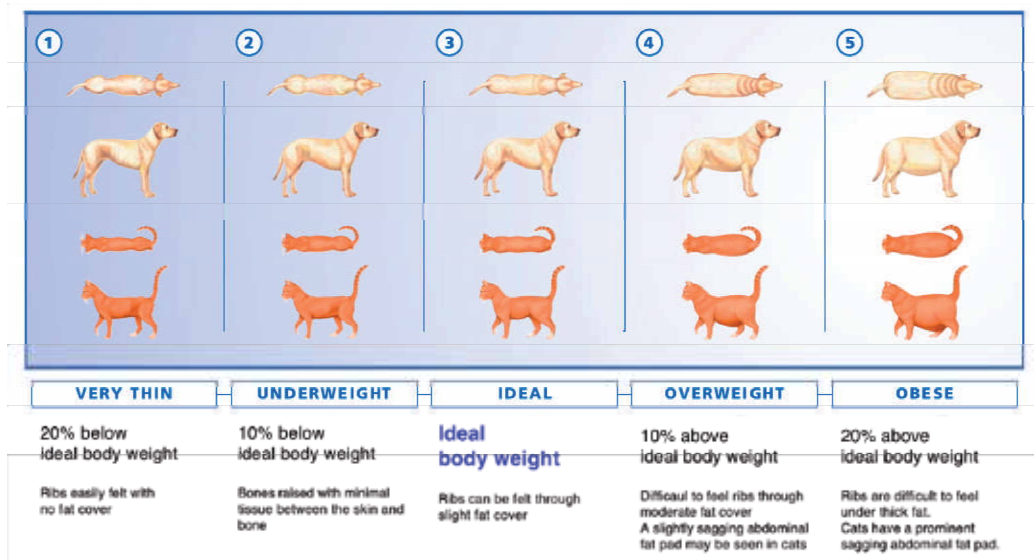 1
2
3
4
5
VERY THIN
UNDERWEIGHT
IDEAL
OVERWEIGHT
OBESE
20% below
ideal body weight
Ribs easily felt with
no fat cover
10% below
ideal body weight
Bones raised with minimal
tissue between the skin and
bone
Ideal
body weight
Ribs can be felt through
slight fat cover
10% above
ideal body weight
Difficaul to feel ribs through
moderate fat cover
A slightly sagging abdominal
fat pad may be seen in cats
20% above
ideal body weight
Ribs are difficult to feel
under thick fat.
Cats have a prominent
sagging abdominal fat pad.